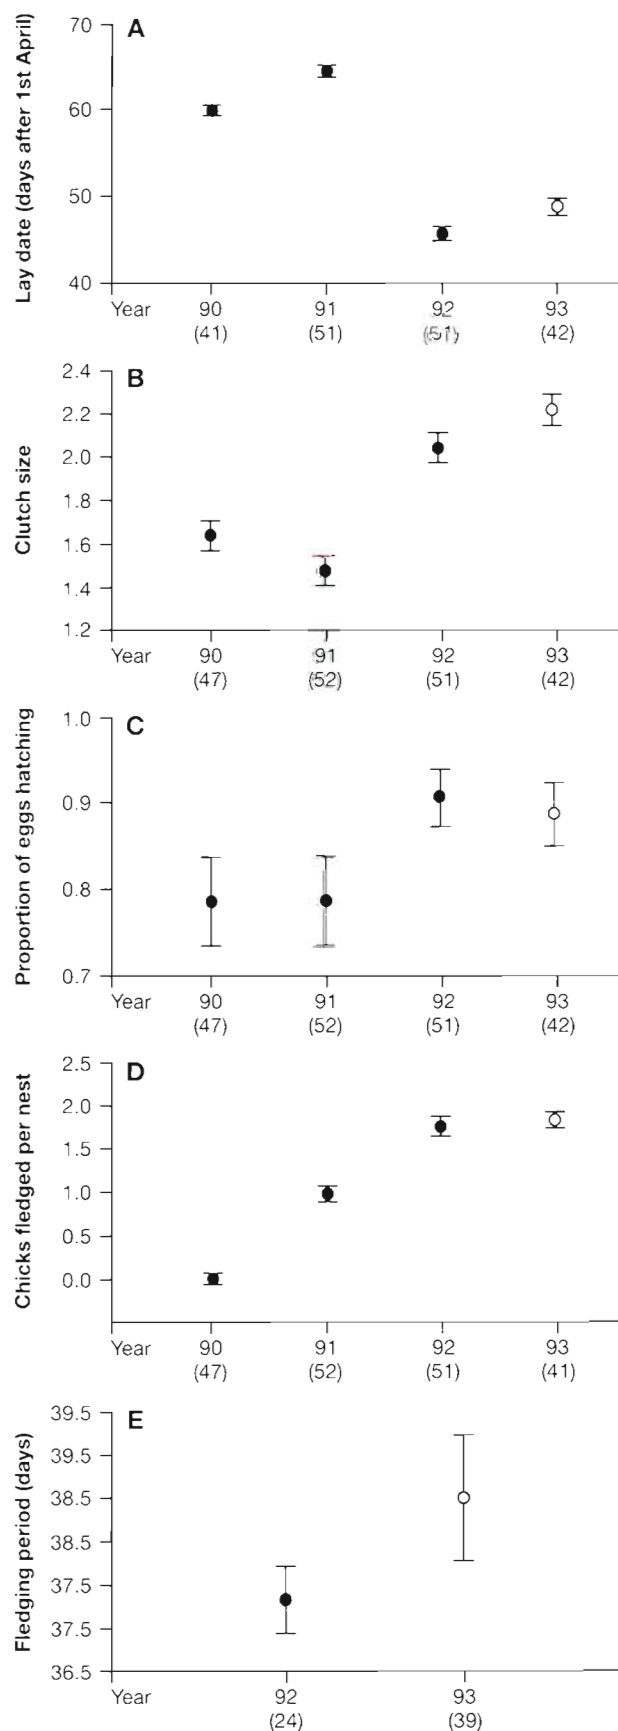 A
Lay date (days after 1st April)
70
60
50
40
Year 90 91 92 93
(41) (51) (51) (42)
B
Clutch size
2.4
2.2
2.0
1.8
1.6
1.4
1.2
Year 90 91 92 93
(47) (52) (51) (42)
C
Proportion of eggs hatching
1.0
0.9
0.8
0.7
Year 90 91 92 93
(47) (52) (51) (42)
D
Chicks fledged per nest
2.5
2.0
1.5
1.0
0.5
0.0
Year 90 91 92 93
(47) (52) (51) (41)
E
Fledging period (days)
39.5
39.5
38.5
38.5
37.5
37.5
36.5
Year 92 93
(24) (39)